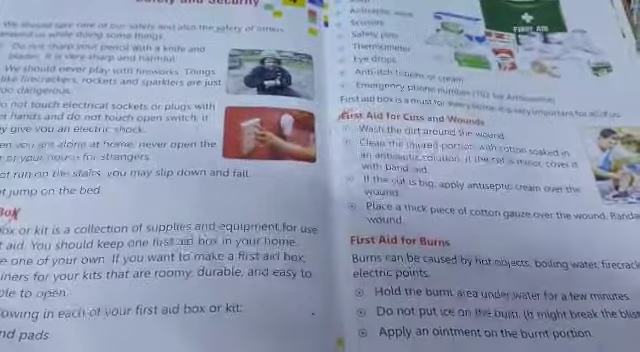 Safety and Security
We should take care of our safety and also the safety of others
around us while doing some things.
Do not sharp your pencil with a knife and
blade. It is very sharp and harmful.
We should never play with fireworks. Things
like firecrackers, rockets and sparklers are just
too dangerous.
Do not touch electrical sockets or plugs with
hands and do not touch open switch. It
give you an electric shock.
you are alone at home, never open the
of your house for strangers.
not run on the stairs, you may slip down and fall.
ot jump on the bed.
Box
ox or kit is a collection of supplies and equipment for use
t aid. You should keep one first aid box in your home.
e one of your own. If you want to make a first aid box,
iners for your kits that are roomy, durable, and easy to
ple to open.
owing in each of your first aid box or kit:
nd pads
Scissors
Safety pins
Thermometer
Eye drops
Anti-itch lotion or cream
Emergency phone number (102 for Ambulance)
First aid box is a must for every home. It is very important for all of us.
FIRST AID
First Aid for Cuts and Wounds
Wash the dirt around the wound.
Clean the injured portion with cotton soaked in
an antiseptic solution. If the cut is minor, cover it
with band aid.
If the cut is big, apply antiseptic cream over the
wound.
Place a thick piece of cotton gauze over the wound. Banda
wound.
First Aid for Burns
Burns can be caused by hot objects, boiling water, firecrack
electric points.
Hold the burnt area under water for a few minutes.
Do not put ice on the burn. (It might break the blis
Apply an ointment on the burnt portion.